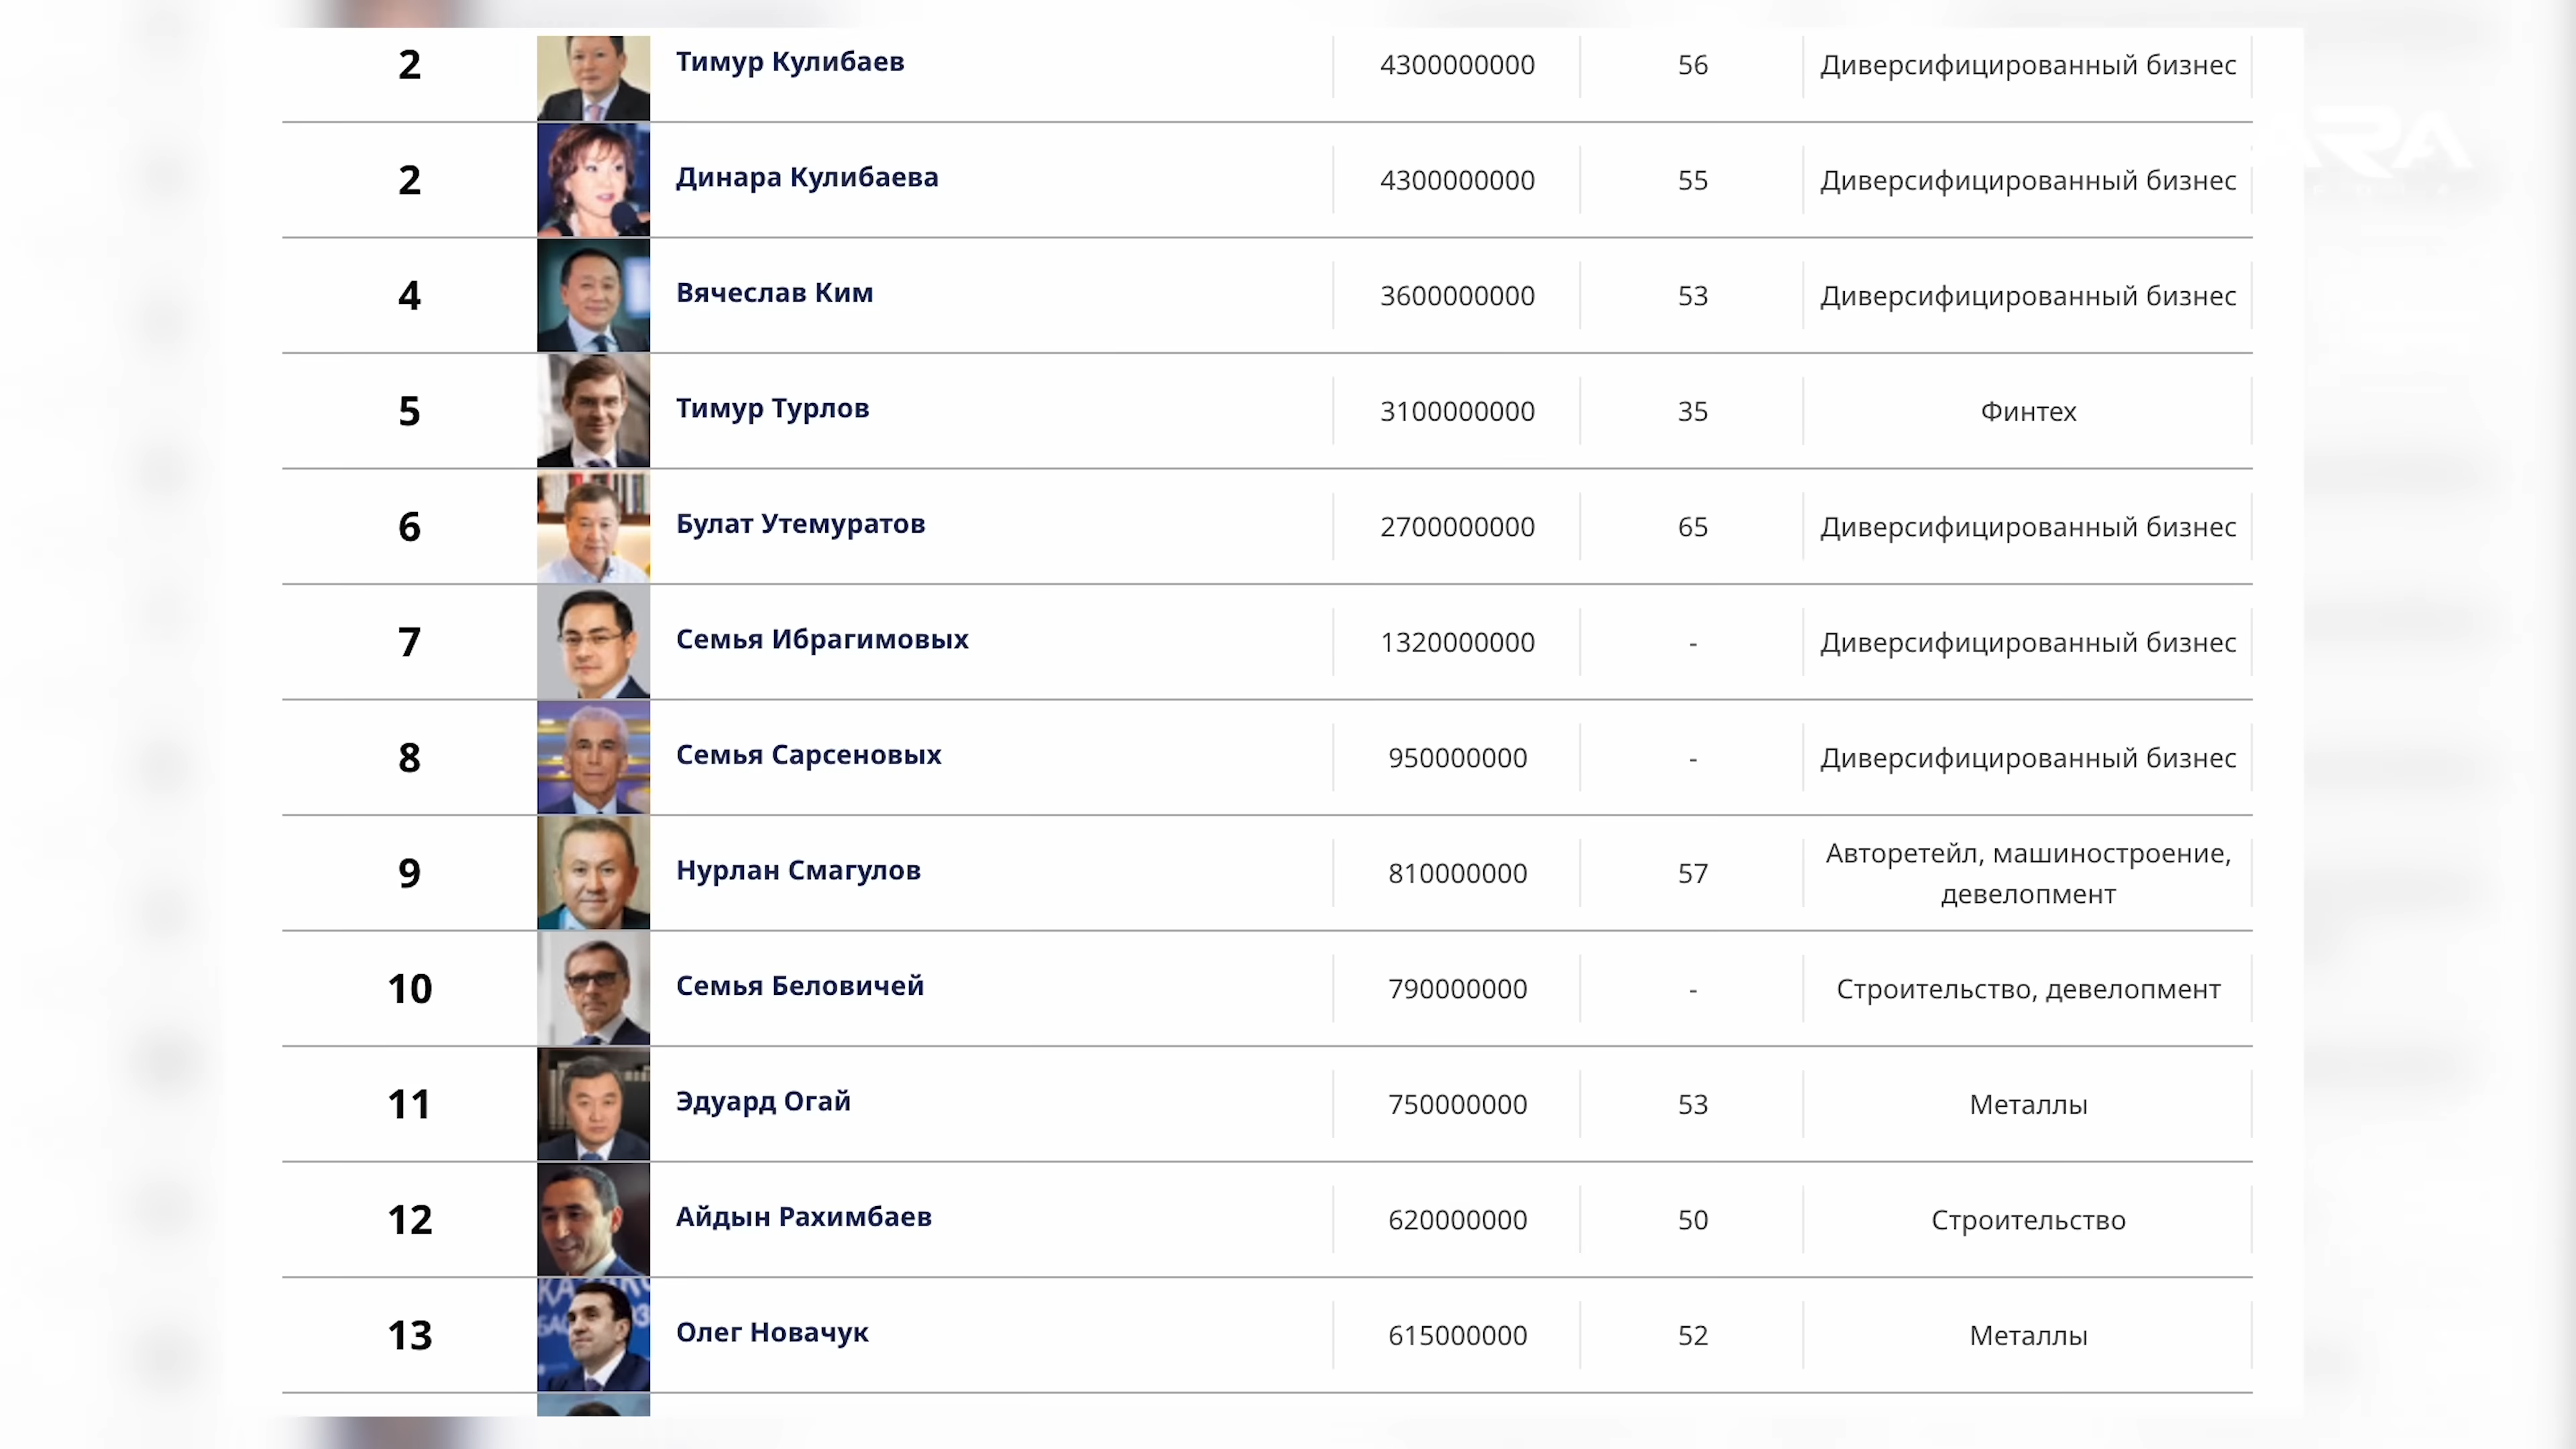 2 Тимур Кулибаев 4300000000 56 Диверсифицированный бизнес
2 Динара Кулибаева 4300000000 55 Диверсифицированный бизнес
4 Вячеслав Ким 3600000000 53 Диверсифицированный бизнес
5 Тимур Турлов 3100000000 35 Финтех
6 Булат Утемуратов 2700000000 65 Диверсифицированный бизнес
7 Семья Ибрагимовых 1320000000 - Диверсифицированный бизнес
8 Семья Сарсеновых 950000000 - Диверсифицированный бизнес
9 Нурлан Смагулов 810000000 57 Авторетейл, машиностроение,
девелопмент
10 Семья Беловичей 790000000 - Строительство, девелопмент
11 Эдуард Огай 750000000 53 Металлы
12 Айдын Рахимбаев 620000000 50 Строительство
13 Олег Новачук 615000000 52 Металлы